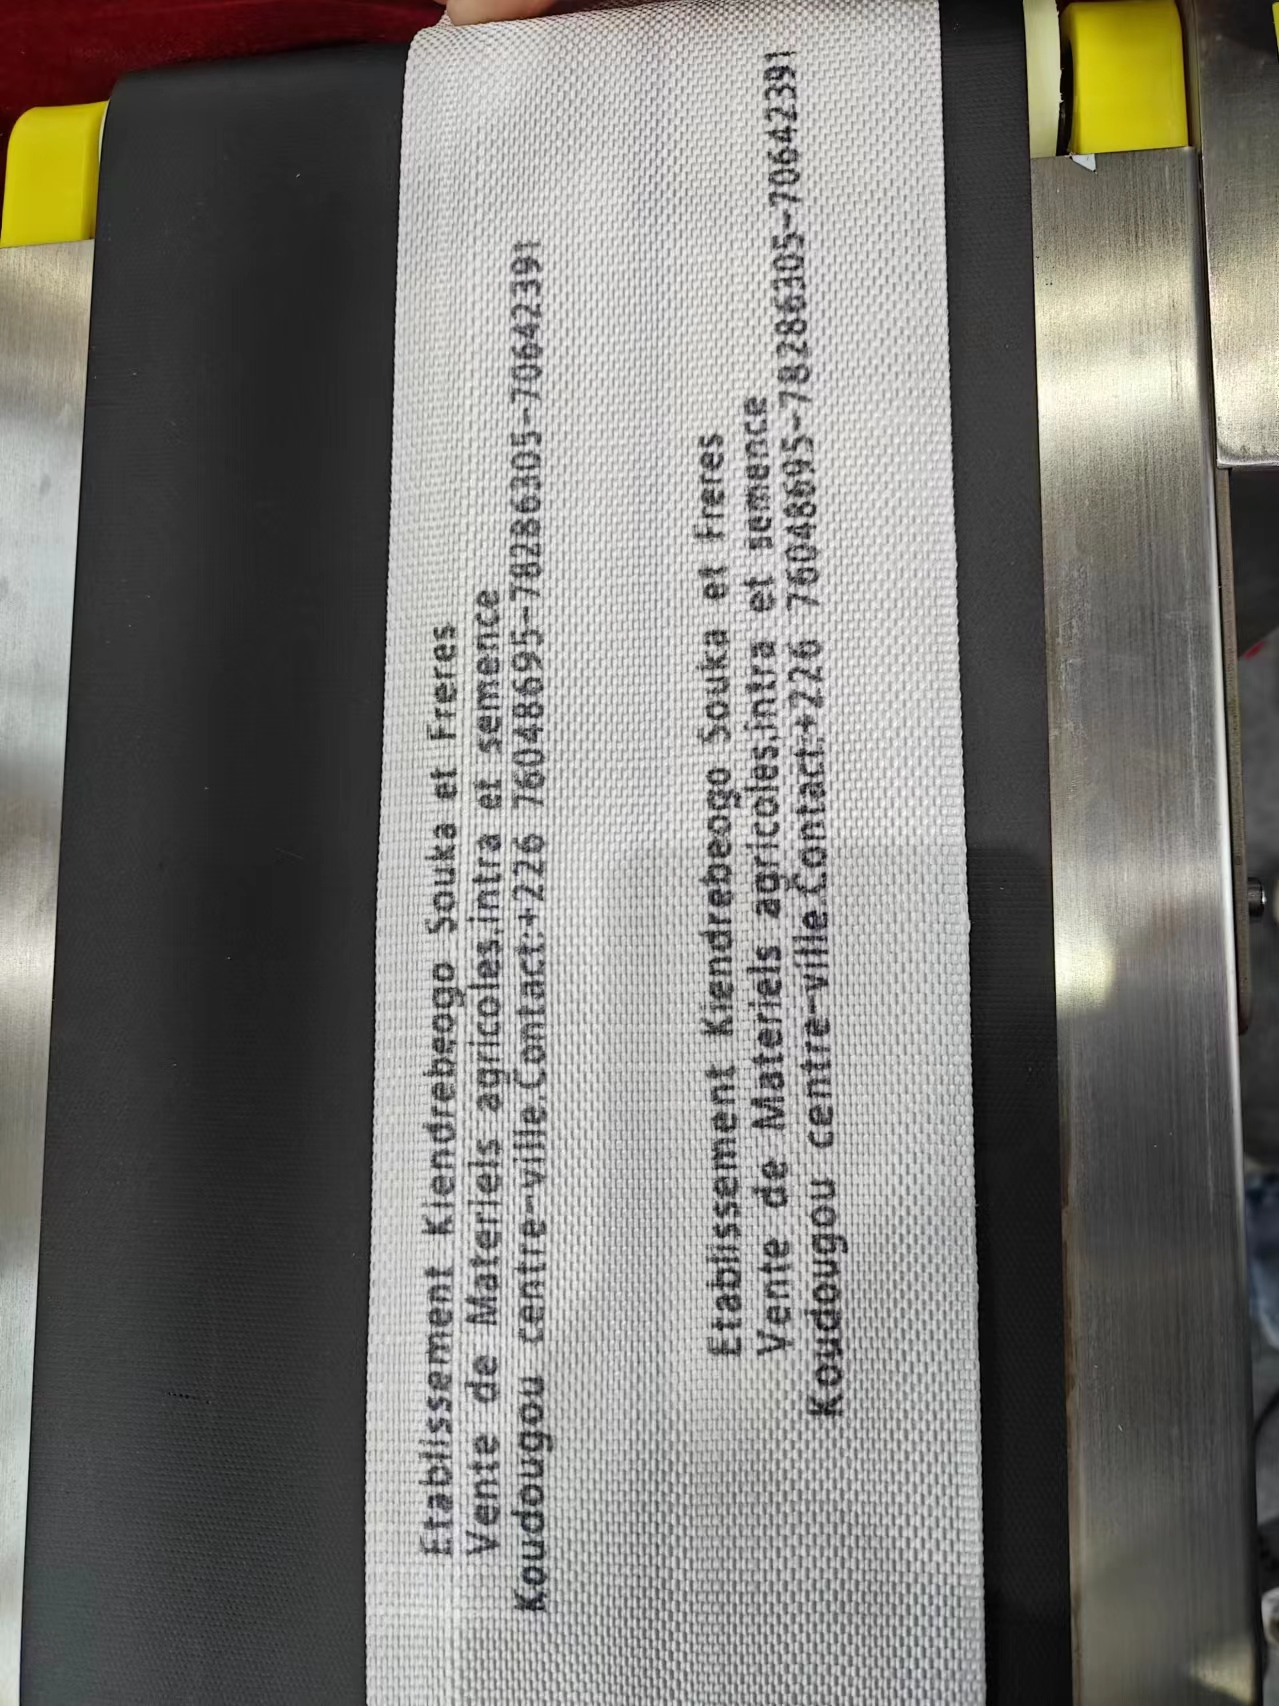 Etablissement Kiendrebeogo Souka et Freres
Vente de Materiels agricoles.intra et semence
Koudougou centre-ville.Contact:+226 76048695-78286305-70642391
Etablissement Kiendrebeogo Souka et Freres
Vente de Materiels agricoles.intra et semence
Koudougou centre-ville.Contact:+226 76048695-78286305-70642391